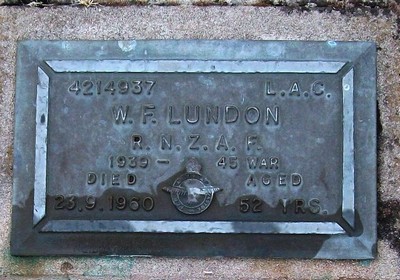 4214937 L.A.C.
W. F. LUNDON
R. N. Z. A. F.
1939 - 45 WAR
DIED AGED
23.9.1960 52 YRS.